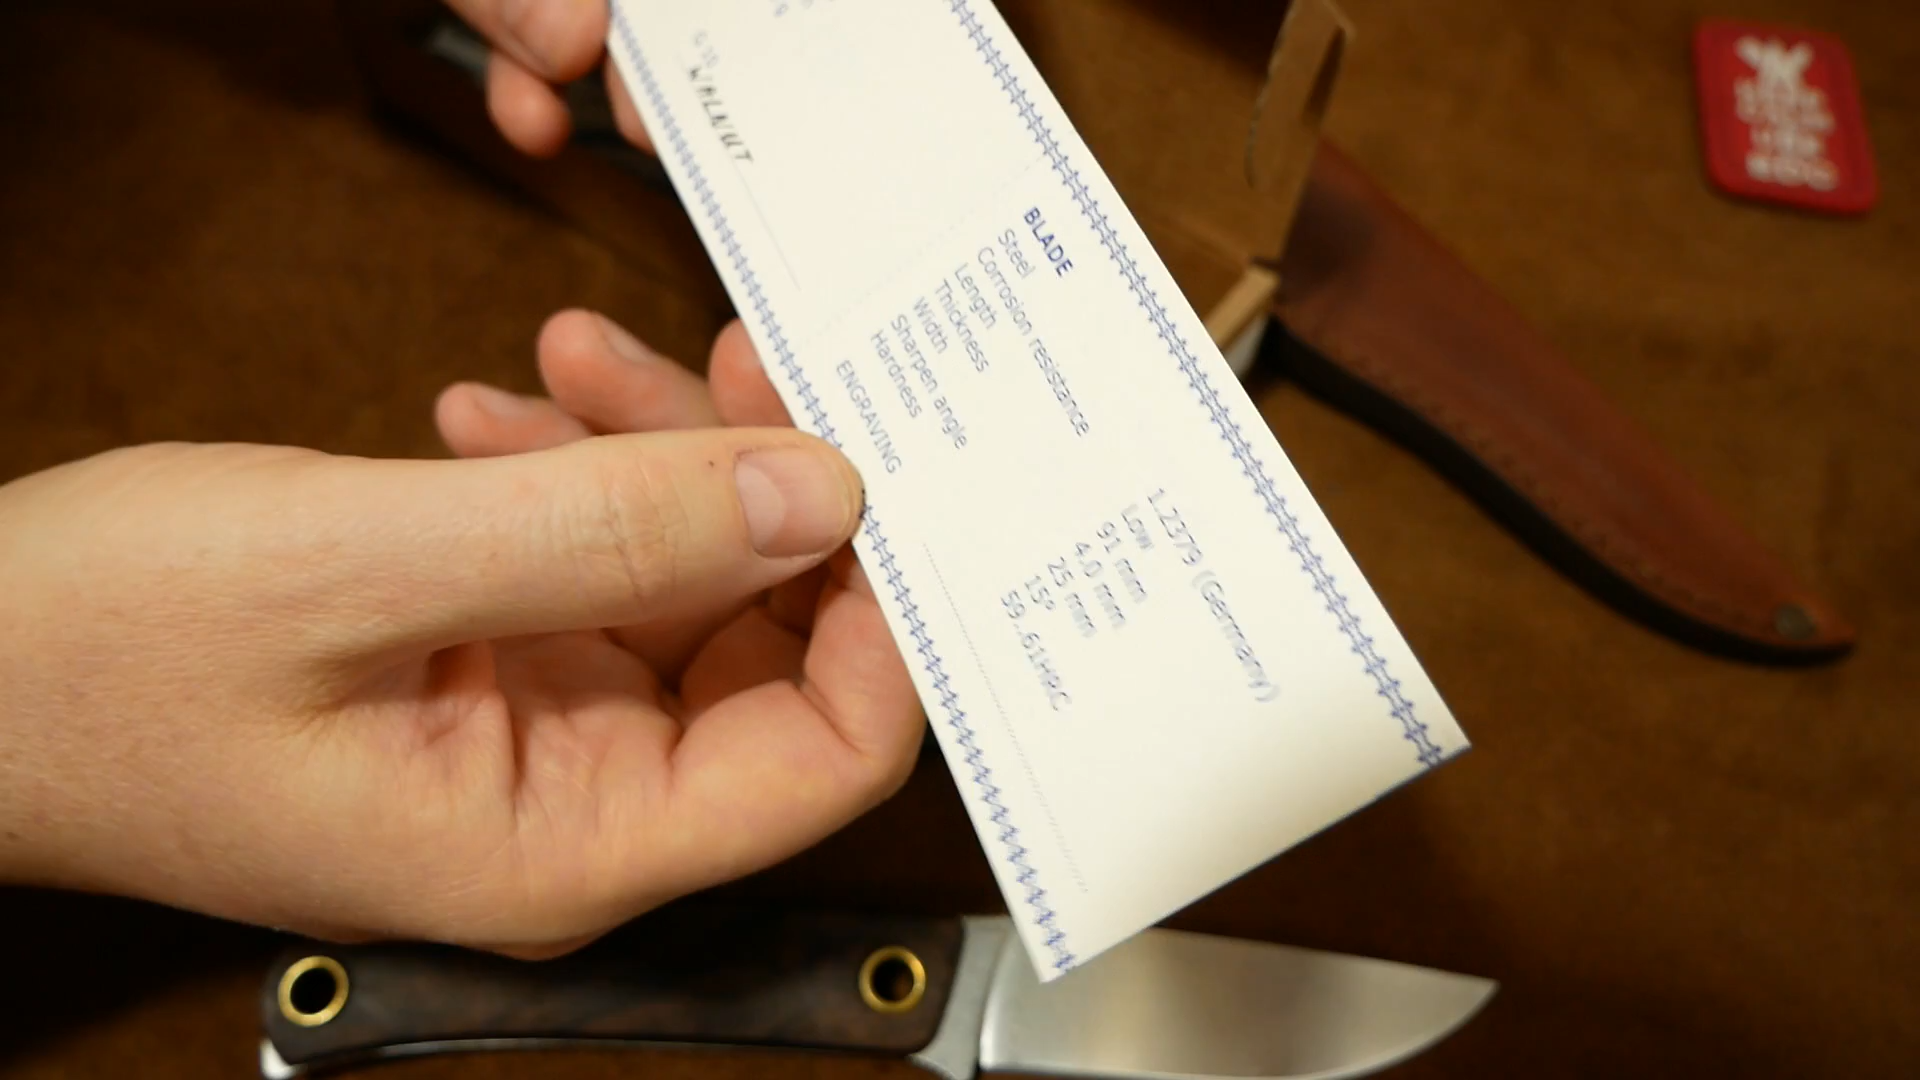 WALNUT
BLADE
Steel 1.2379 (Germany)
Corrosion resistance Low
Length 91 mm
Thickness 4.0 mm
Width 25 mm
Sharpen angle 15°
Hardness 59..61HRC
ENGRAVING